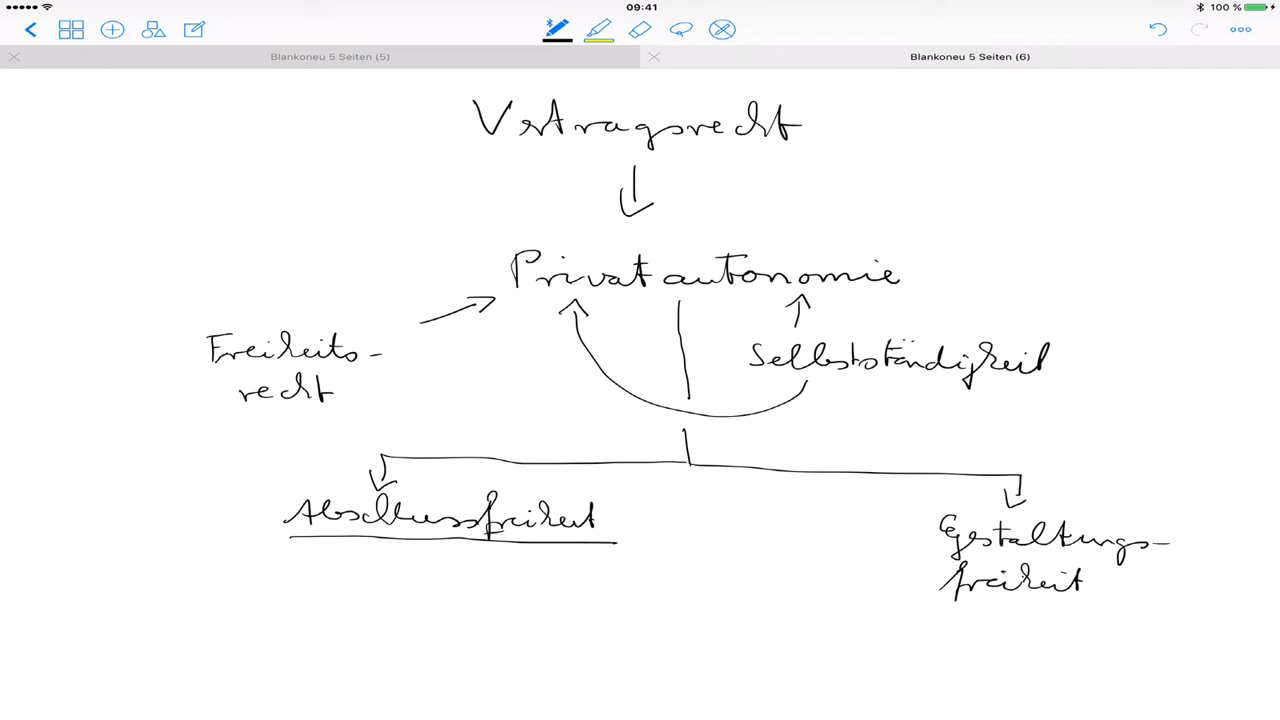 09:41
100 %
Blankoneu 5 Seiten (5)
Blankoneu 5 Seiten (6)
Vertragsrecht
Privatautonomie
Freiheits-
recht
Selbstständigkeit
Abschlussfreiheit
Gestaltungs-
freiheit